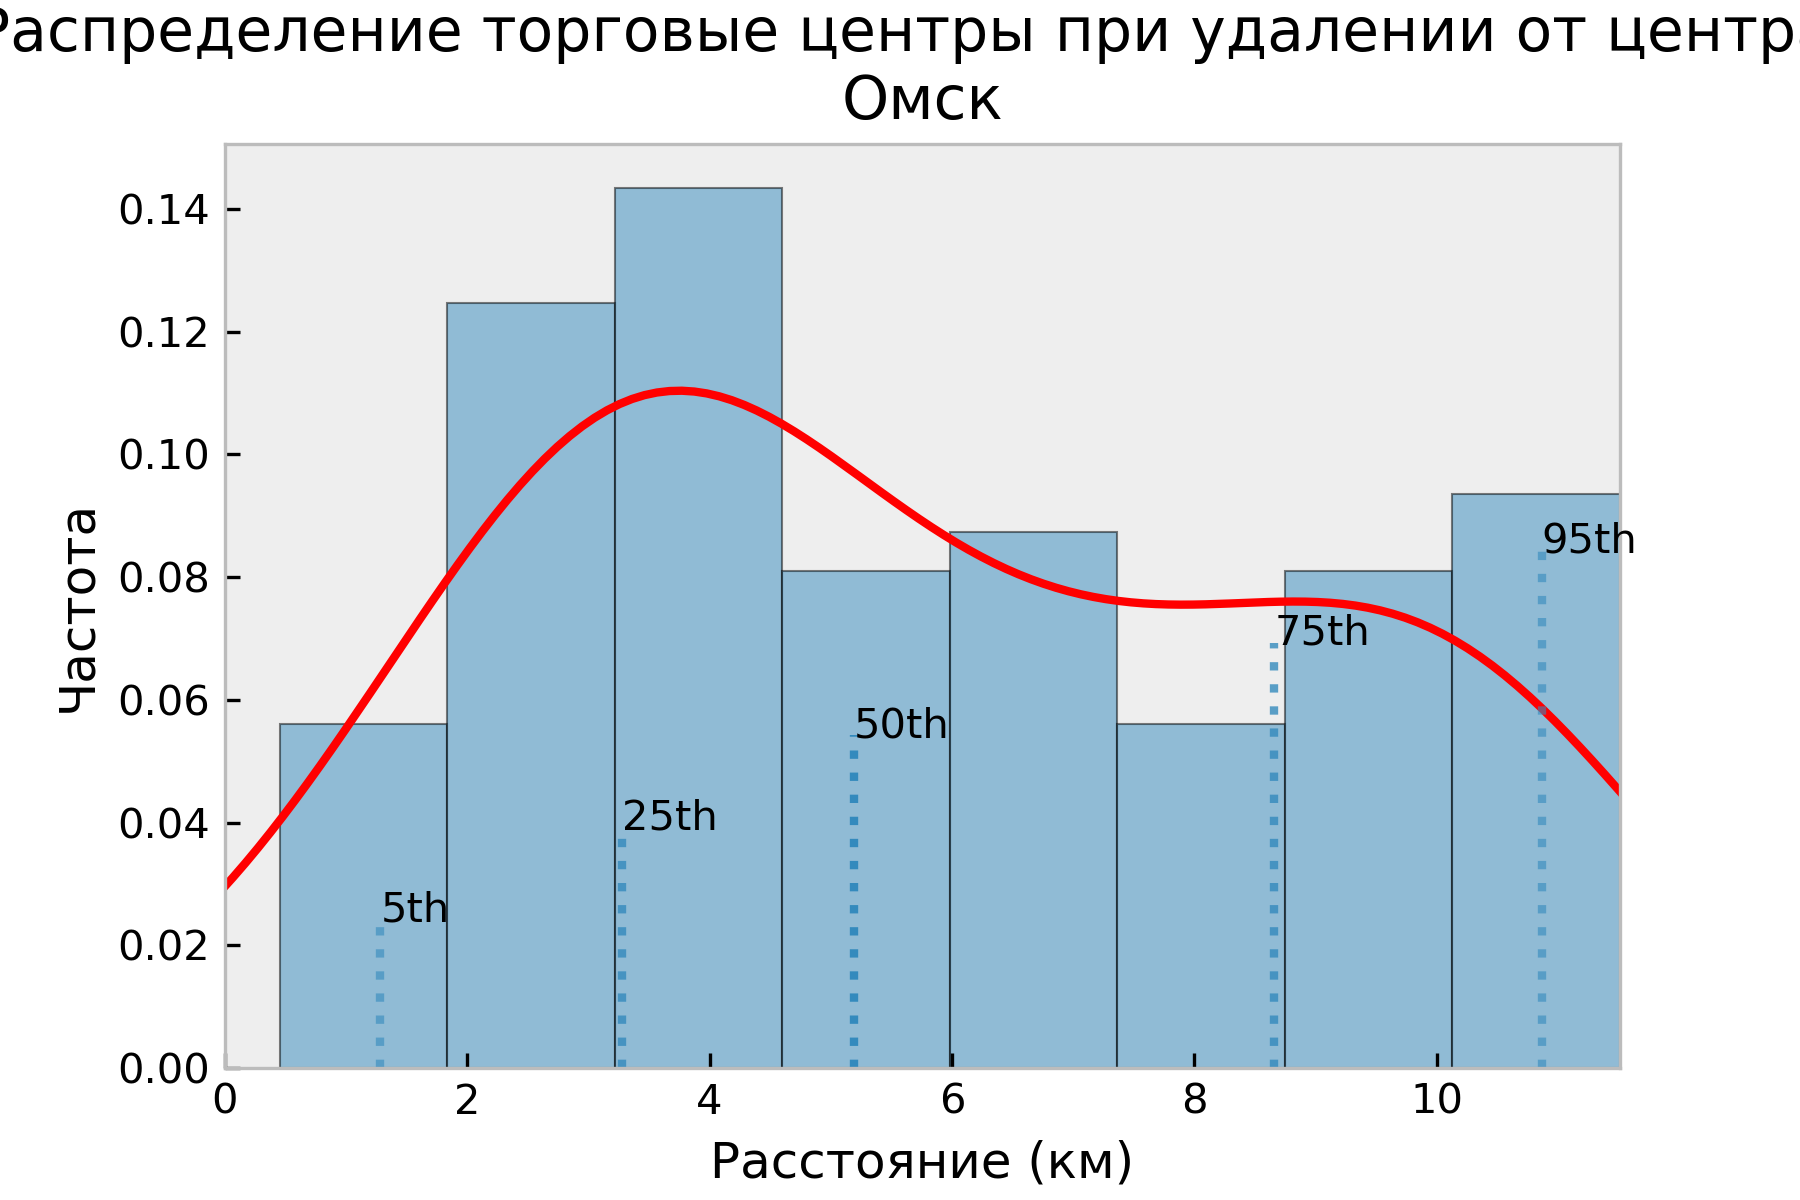 Распределение торговые центры при удалении от центра
Омск
0.14
0.12
0.10
0.08
0.06
0.04
0.02
0.00
Частота
5th
25th
50th
75th
95th
0 2 4 6 8 10
Расстояние (км)